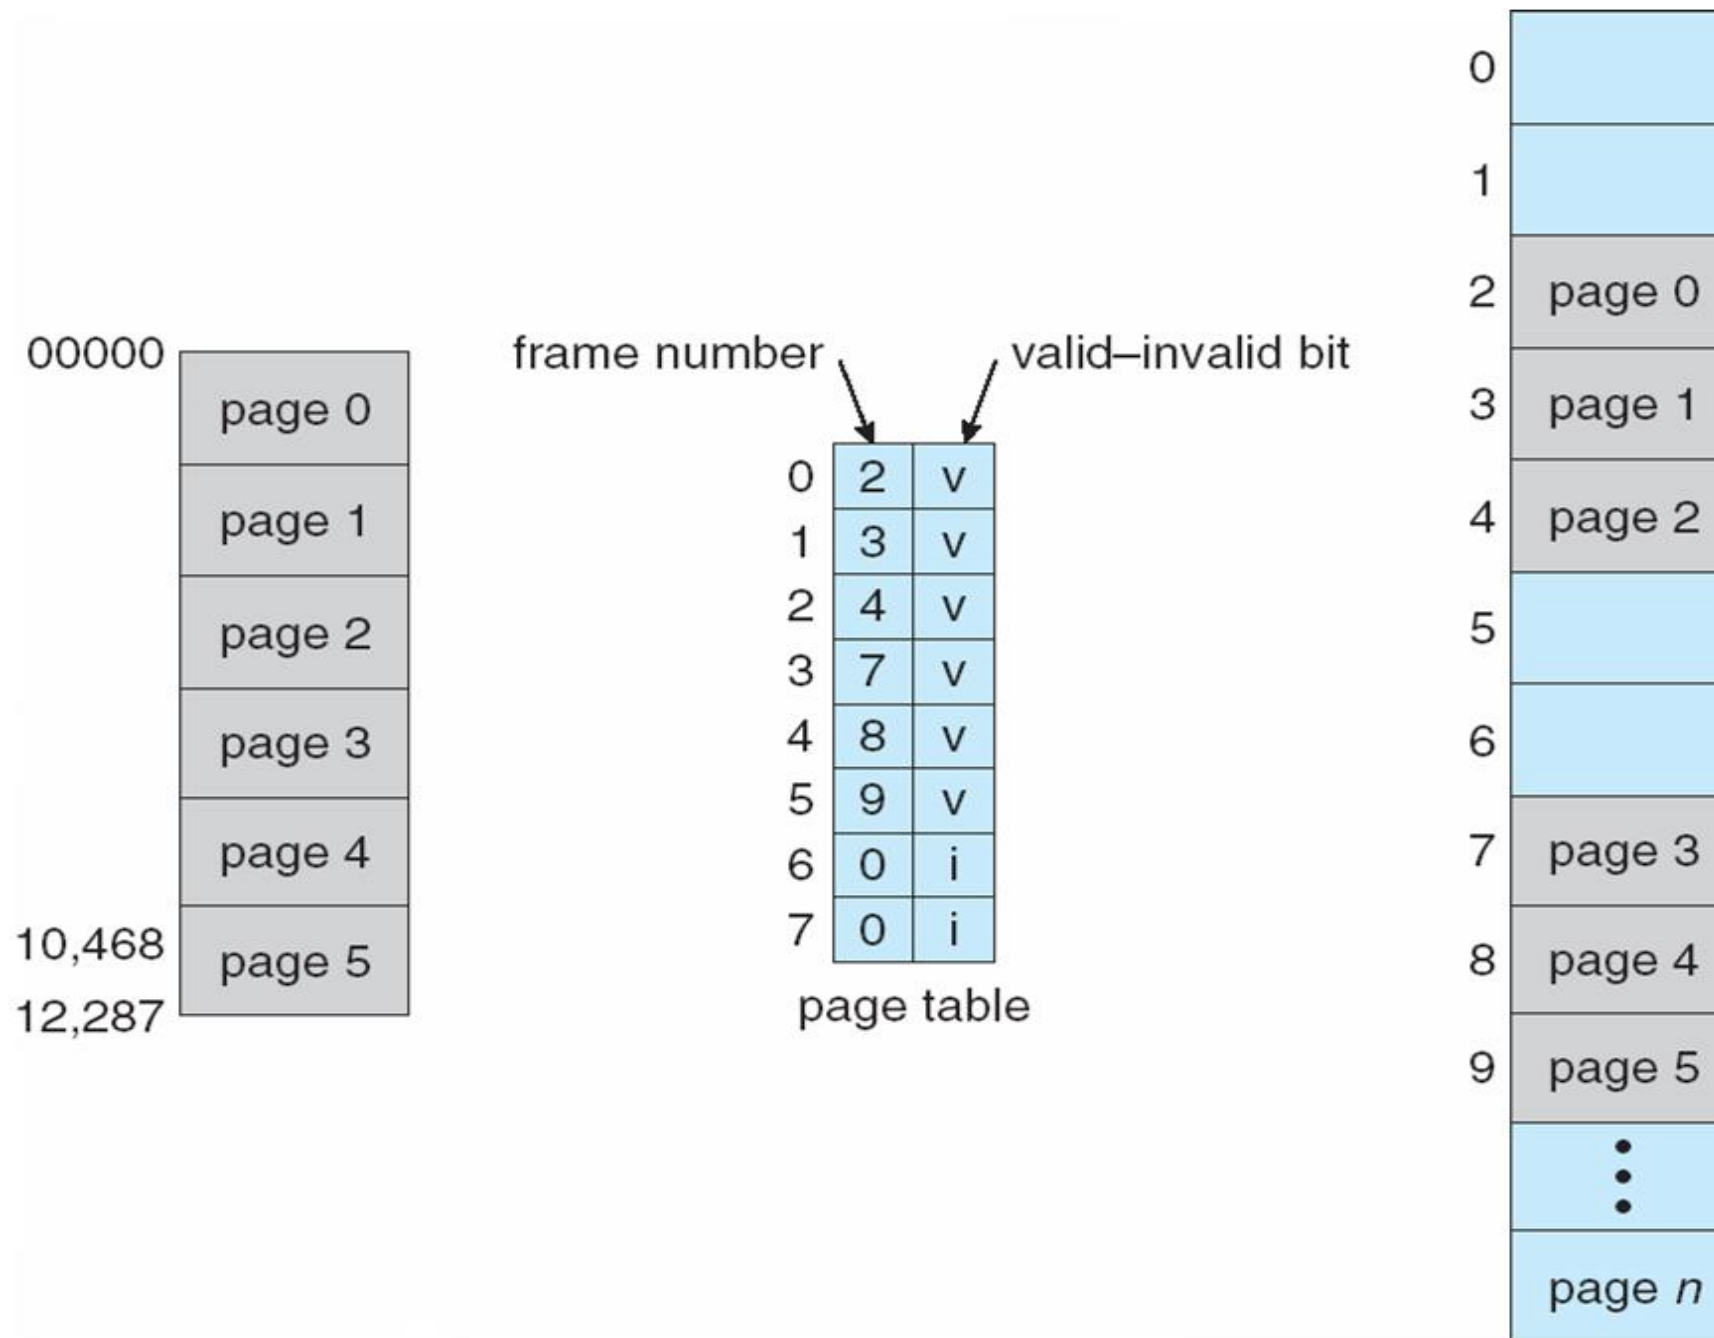 00000
page 0
page 1
page 2
page 3
page 4
10,468
page 5
12,287
frame number
valid–invalid bit
0 2 v
1 3 v
2 4 v
3 7 v
4 8 v
5 9 v
6 0 i
7 0 i
page table
0
1
2 page 0
3 page 1
4 page 2
5
6
7 page 3
8 page 4
9 page 5
page n